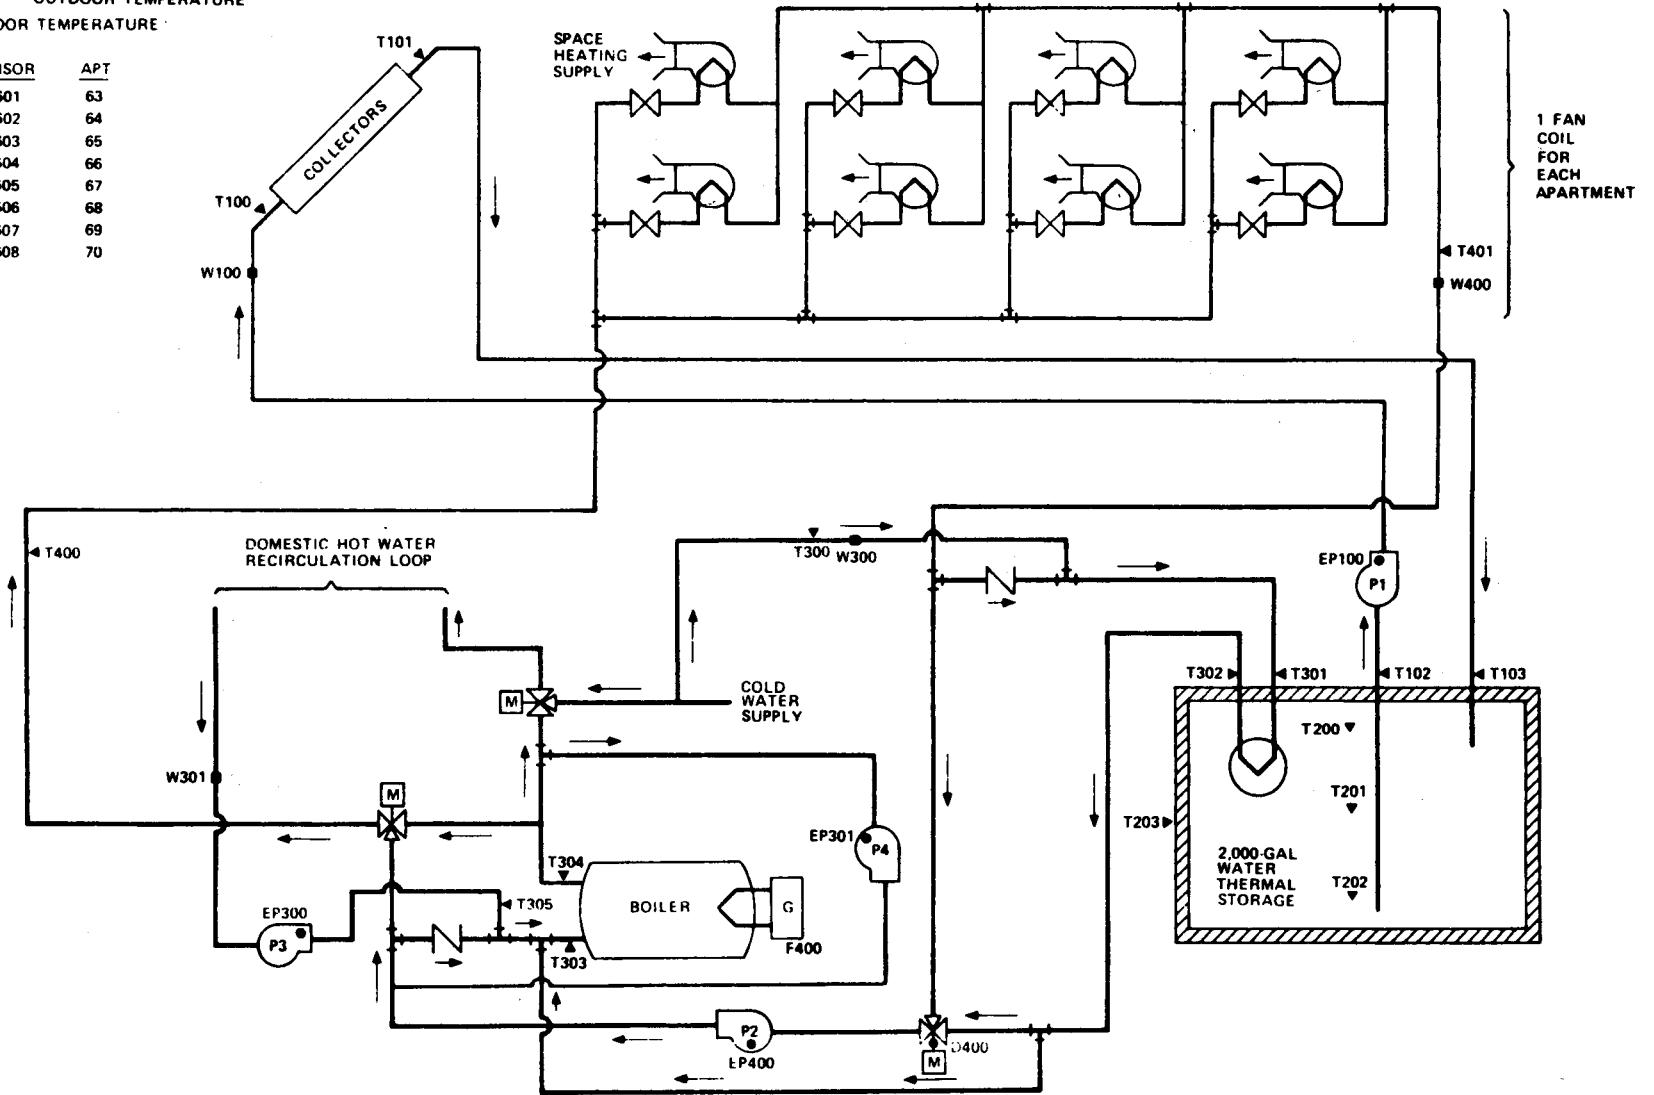 OUTDOOR TEMPERATURE
OOR TEMPERATURE
SOR APT
601 63
602 64
603 65
604 66
605 67
606 68
607 69
608 70
T101
COLLECTORS
T100
W100
SPACE
HEATING
SUPPLY
1 FAN
COIL
FOR
EACH
APARTMENT
T401
W400
T400
DOMESTIC HOT WATER
RECIRCULATION LOOP
T300 W300
EP100
P1
T302
T301
T102
T103
M
COLD
WATER
SUPPLY
T200
T201
T202
T203
2,000-GAL
WATER
THERMAL
STORAGE
W301
M
EP301
P4
T304
BOILER
G
F400
T305
EP300
P3
T303
P2
EP400
D400
M